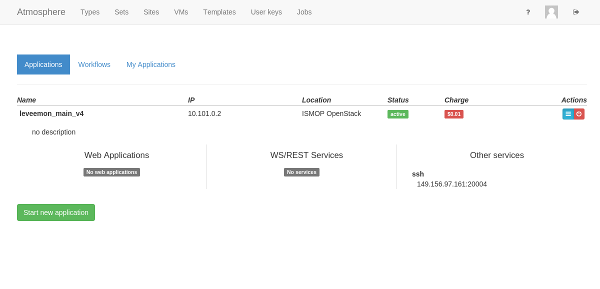 Atmosphere Types Sets Sites VMs Templates User keys Jobs ?
Applications Workflows My Applications
Name IP Location Status Charge Actions
leveemon_main_v4 10.101.0.2 ISMOP OpenStack active $0.01
no description
Web Applications WS/REST Services Other services
No web applications No services
ssh
149.156.97.161:20004
Start new application